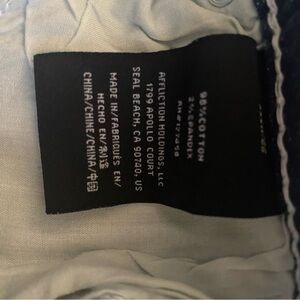 98%COTTON
2%SPANDEX
AFFLICTION HOLDINGS, LLC
1799 APOLLO COURT
SEAL BEACH, CA 90740, US
MADE IN/FABRIQUÉS EN/
HECHO EN/制造
CHINA/CHINE/CHINA/中国